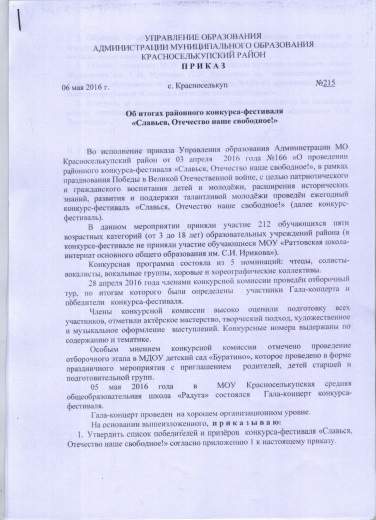 УПРАВЛЕНИЕ ОБРАЗОВАНИЯ
АДМИНИСТРАЦИИ МУНИЦИПАЛЬНОГО ОБРАЗОВАНИЯ
КРАСНОСЕЛЬКУПСКИЙ РАЙОН
П Р И К А З
06 мая 2016 г. с. Красноселькуп №215
Об итогах районного конкурса-фестиваля
«Славься, Отечество наше свободное!»
Во исполнение приказа Управления образования Администрации МО
Красноселькупский район от 03 апреля 2016 года №166 «О проведении
районного конкурса-фестиваля «Славься, Отечество наше свободное!», в рамках
празднования Победы в Великой Отечественной войне, с целью патриотического
и гражданского воспитания детей и молодёжи, расширения исторических
знаний, развития и поддержки талантливой молодёжи проведён ежегодный
конкурс-фестиваль «Славься, Отечество наше свободное!» (далее конкурс-
фестиваль).
В данном мероприятии приняли участие 212 обучающихся пяти
возрастных категорий (от 3 до 18 лет) образовательных учреждений района (в
конкурсе-фестивале не приняли участие обучающиеся МОУ «Раттовская школа-
интернат основного общего образования им. С.И. Ирикова»).
Конкурсная программа состояла из 5 номинаций: чтецы, солисты-
вокалисты, вокальные группы, хоровые и хореографические коллективы.
28 апреля 2016 года членами конкурсной комиссии проведён отборочный
тур, по итогам которого были определены участники Гала-концерта и
победители конкурса-фестиваля.
Члены конкурсной комиссии высоко оценили подготовку всех
участников, отметили актёрское мастерство, творческий подход, художественное
и музыкальное оформление выступлений. Конкурсные номера выдержаны по
содержанию и тематике.
Особым мнением конкурсной комиссии отмечено проведение
отборочного этапа в МДОУ детский сад «Буратино», которое проведено в форме
праздничного мероприятия с приглашением родителей, детей старшей и
подготовительной групп.
05 мая 2016 года в МОУ Красноселькупская средняя
общеобразовательная школа «Радуга» состоялся Гала-концерт конкурса-
фестиваля.
Гала-концерт проведен на хорошем организационном уровне.
На основании вышеизложенного, п р и к а з ы в а ю:
1. Утвердить список победителей и призёров конкурса-фестиваля «Славься,
Отечество наше свободное!» согласно приложению 1 к настоящему приказу.